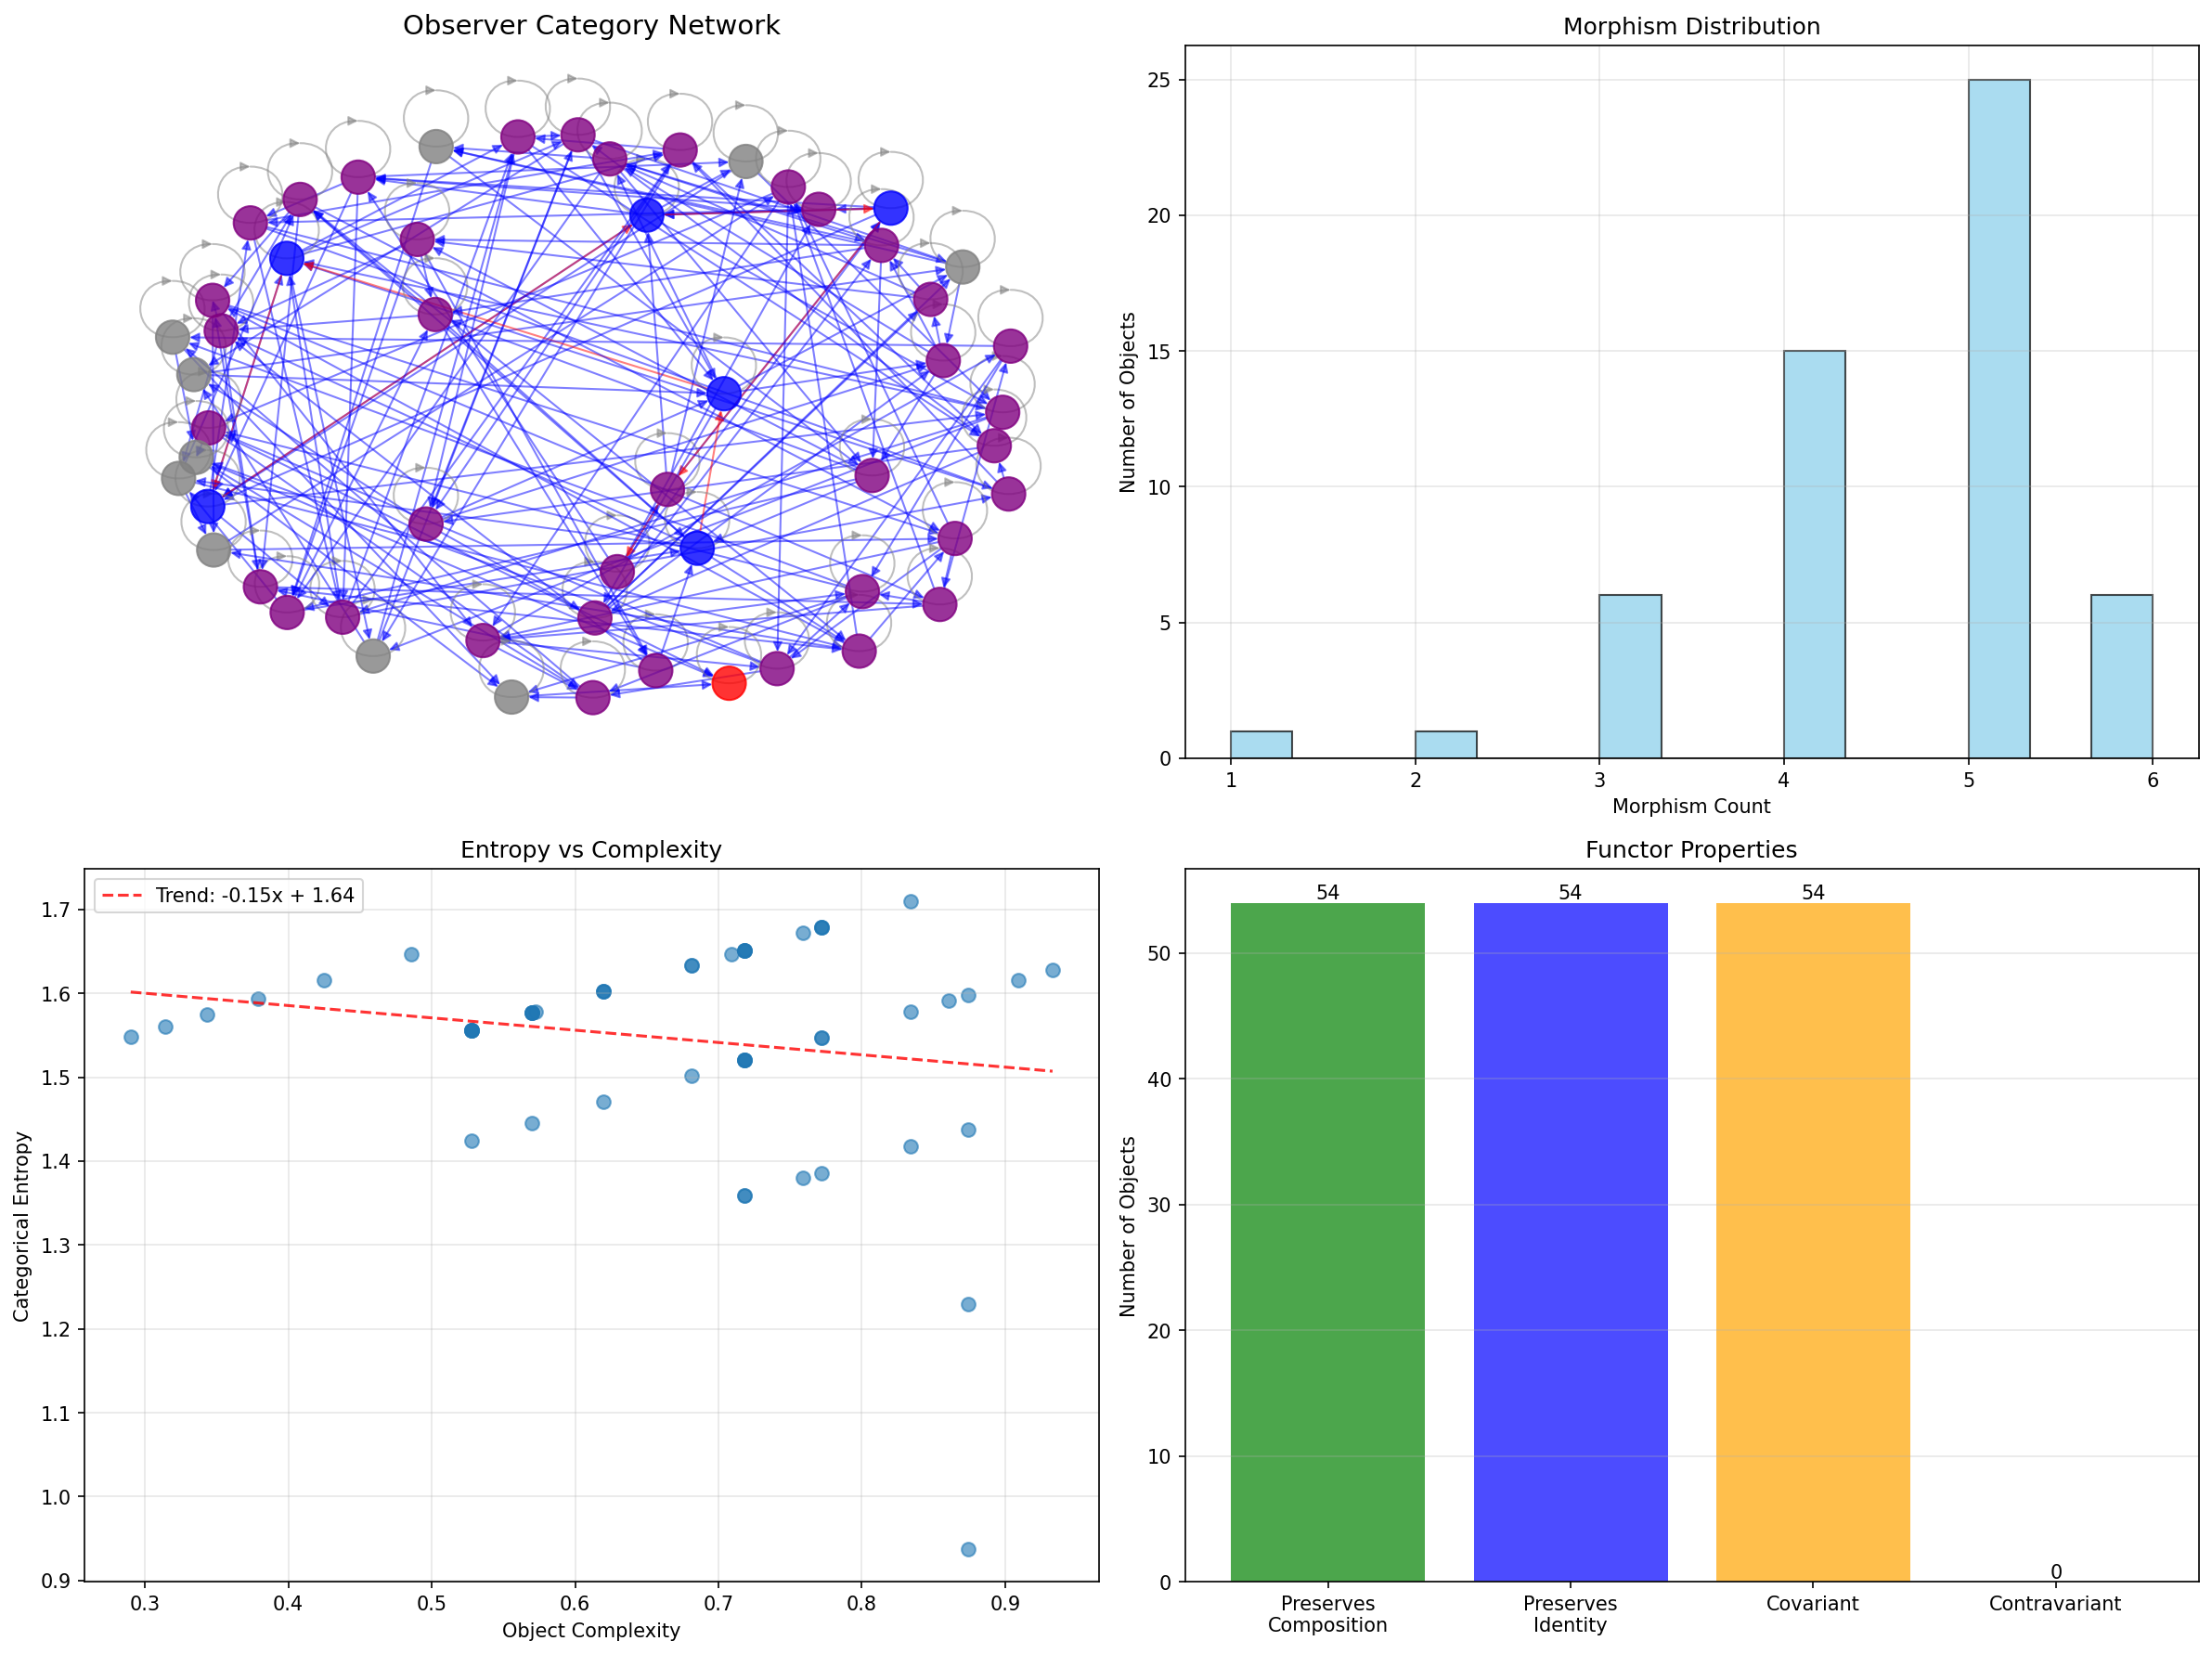 Observer Category Network
Morphism Distribution
Number of Objects
25
20
15
10
5
0
1 2 3 4 5 6
Morphism Count
Entropy vs Complexity
Trend: -0.15x + 1.64
Categorical Entropy
1.7
1.6
1.5
1.4
1.3
1.2
1.1
1.0
0.9
0.3 0.4 0.5 0.6 0.7 0.8 0.9
Object Complexity
Functor Properties
Number of Objects
50
40
30
20
10
0
54 54 54 0
Preserves
Composition
Preserves
Identity
Covariant
Contravariant